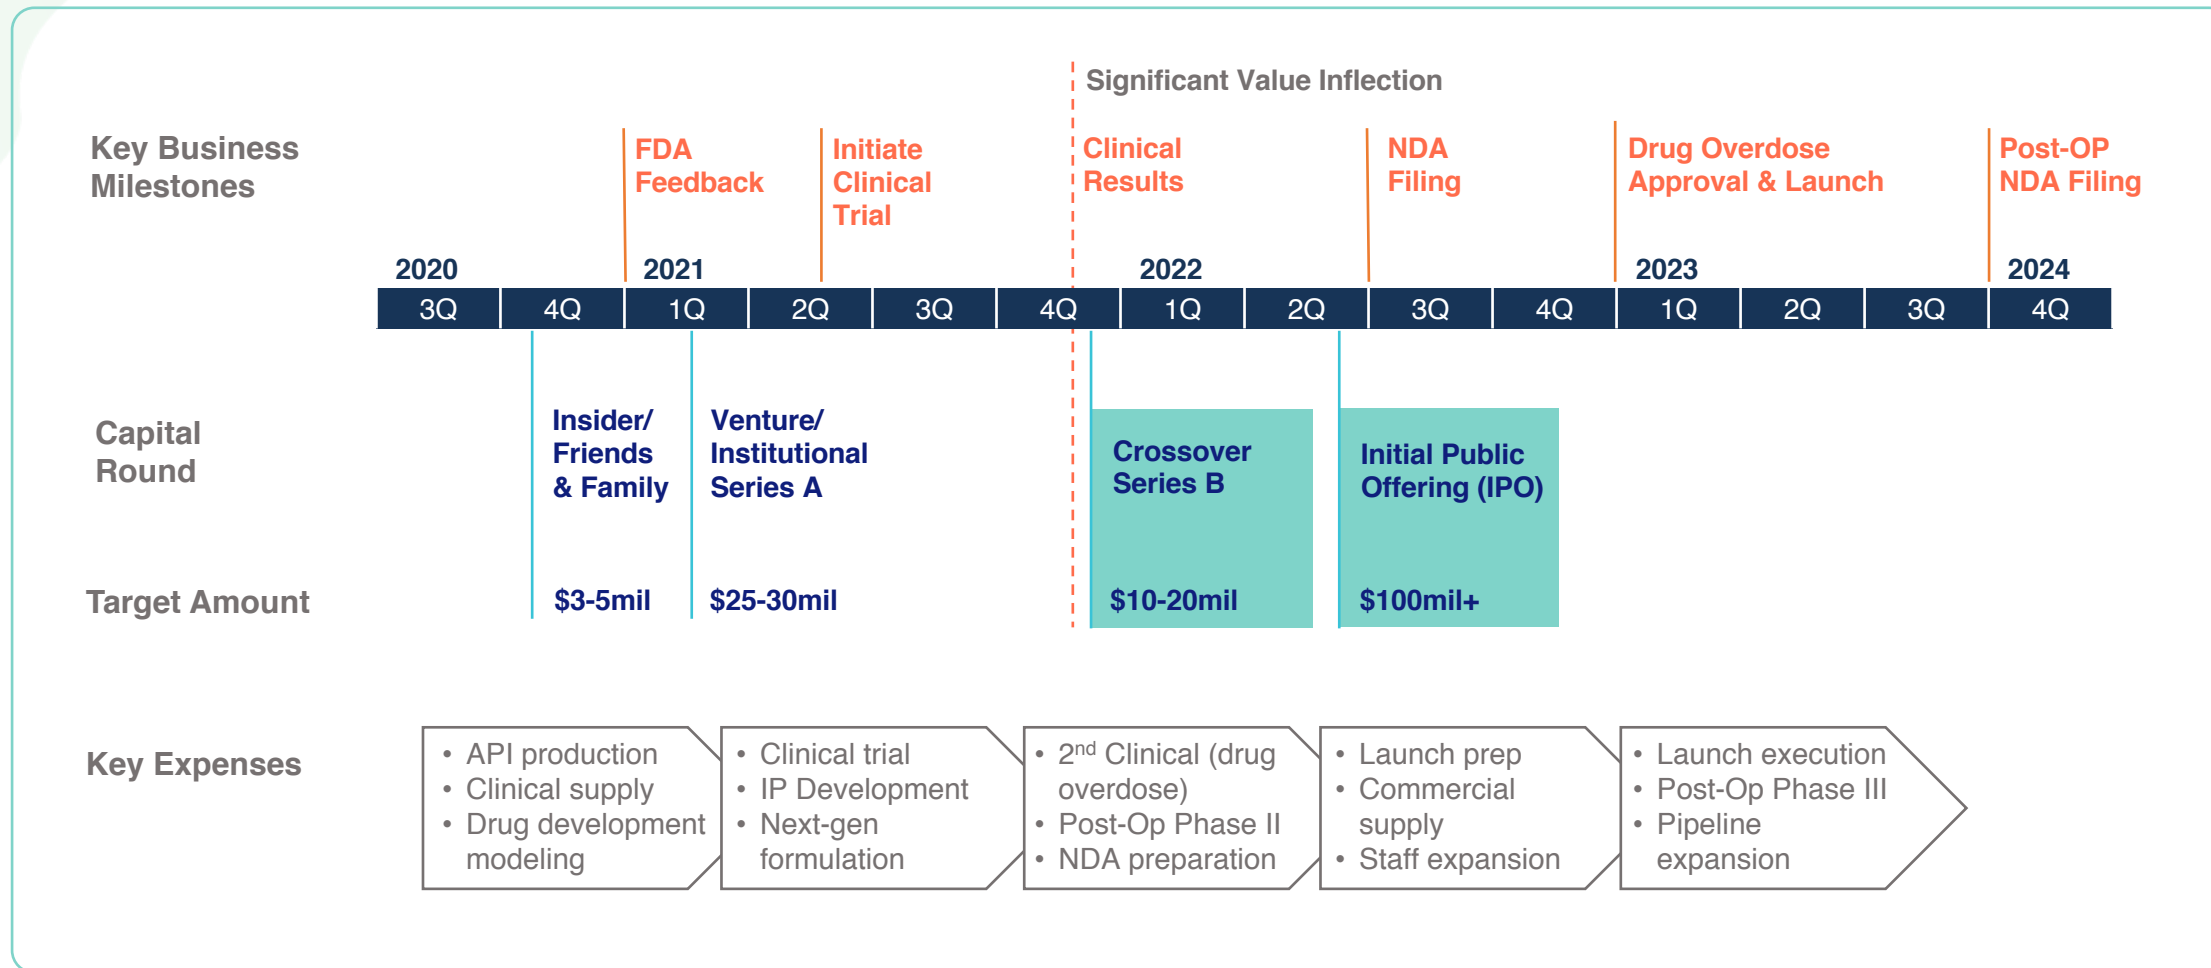 Significant Value Inflection
Key Business
Milestones
FDA
Feedback
Initiate
Clinical
Trial
Clinical
Results
NDA
Filing
Drug Overdose
Approval & Launch
Post-OP
NDA Filing
2020
2021
2022
2023
2024
3Q
4Q
1Q
2Q
3Q
4Q
1Q
2Q
3Q
4Q
1Q
2Q
3Q
4Q
Capital
Round
Insider/
Friends
& Family
Venture/
Institutional
Series A
Crossover
Series B
Initial Public
Offering (IPO)
Target Amount
$3-5mil
$25-30mil
$10-20mil
$100mil+
Key Expenses
• API production
• Clinical supply
• Drug development
modeling
• Clinical trial
• IP Development
• Next-gen
formulation
• 2nd Clinical (drug
overdose)
• Post-Op Phase II
• NDA preparation
• Launch prep
• Commercial
supply
• Staff expansion
• Launch execution
• Post-Op Phase III
• Pipeline
expansion